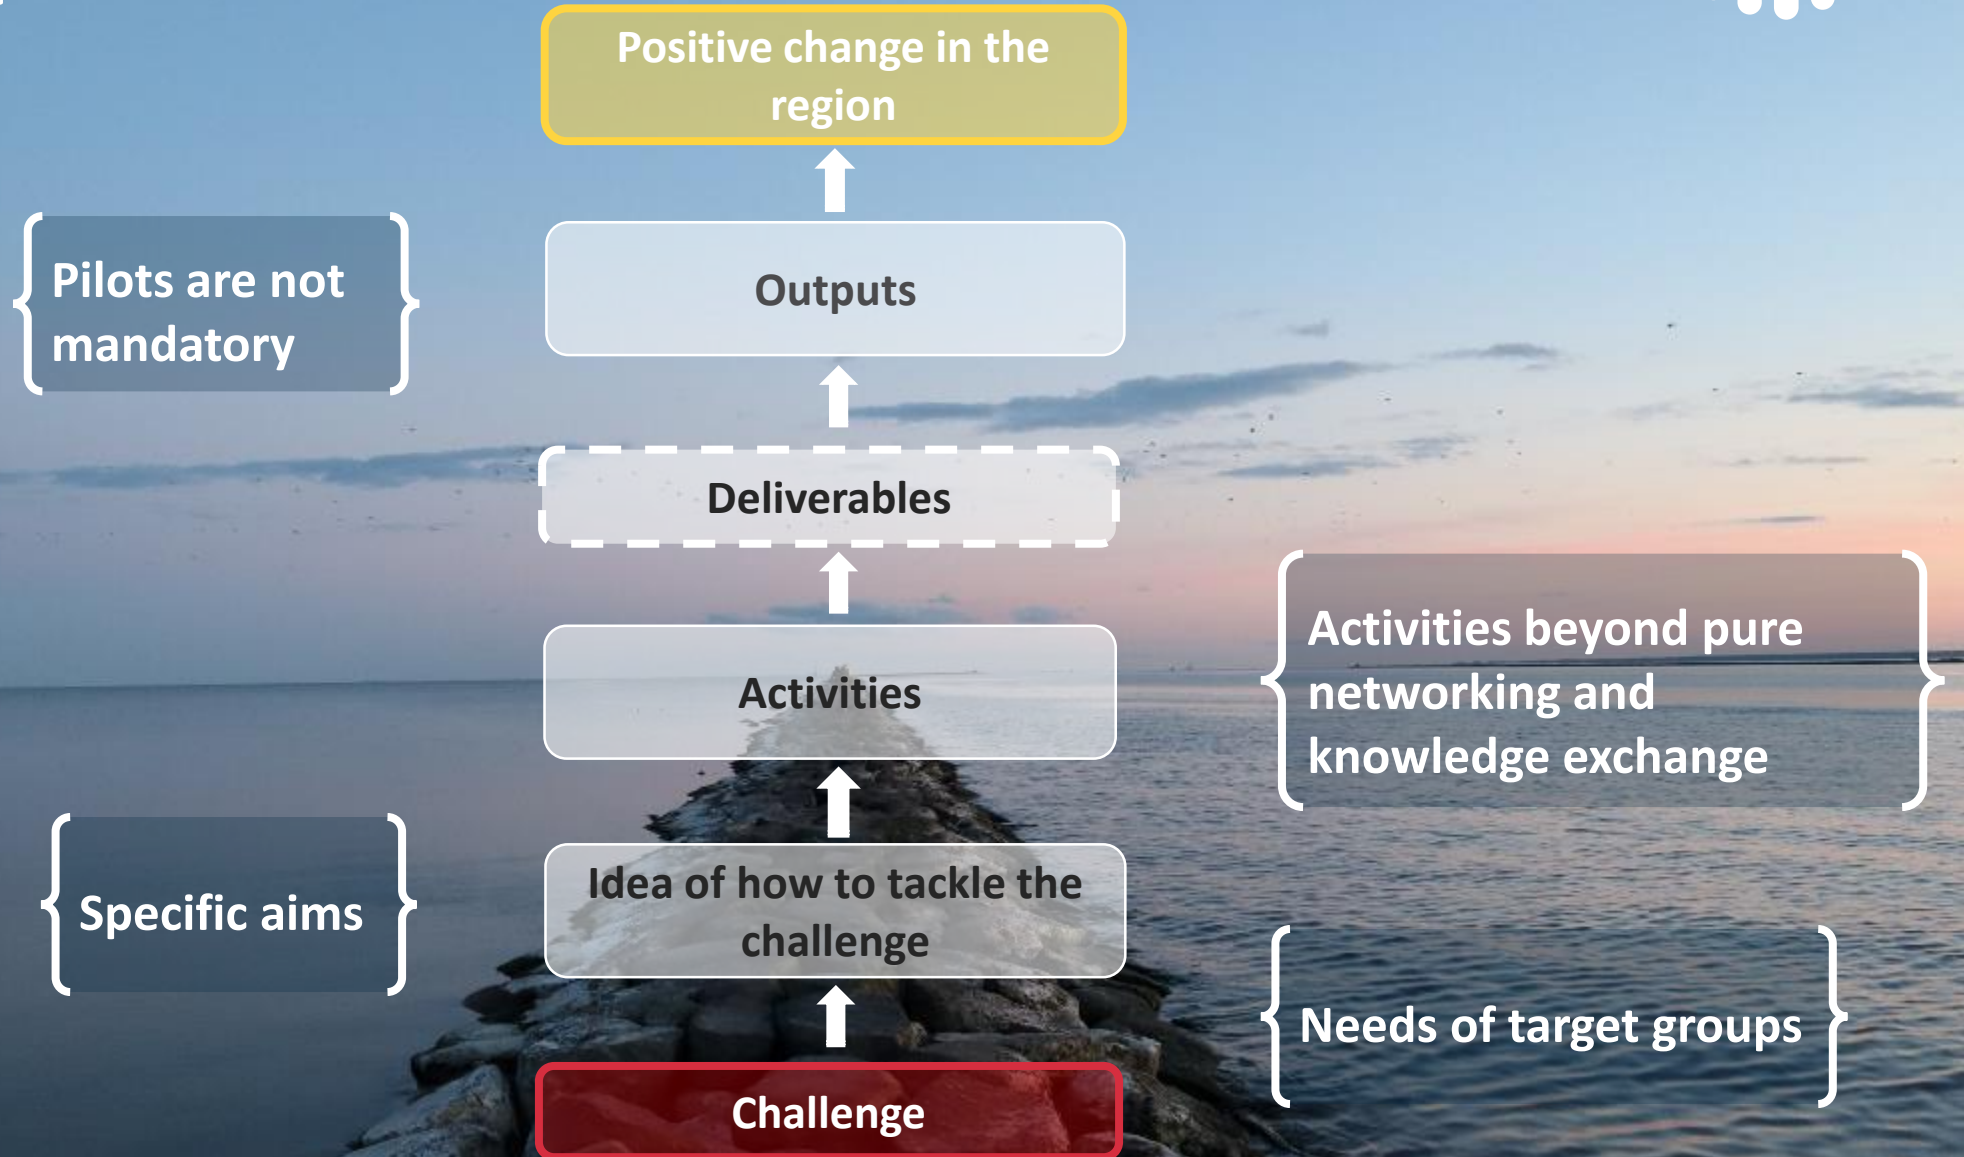 Positive change in the
region
Pilots are not
mandatory
Outputs
Deliverables
Activities
Activities beyond pure
networking and
knowledge exchange
Idea of how to tackle the
challenge
Specific aims
Needs of target groups
Challenge